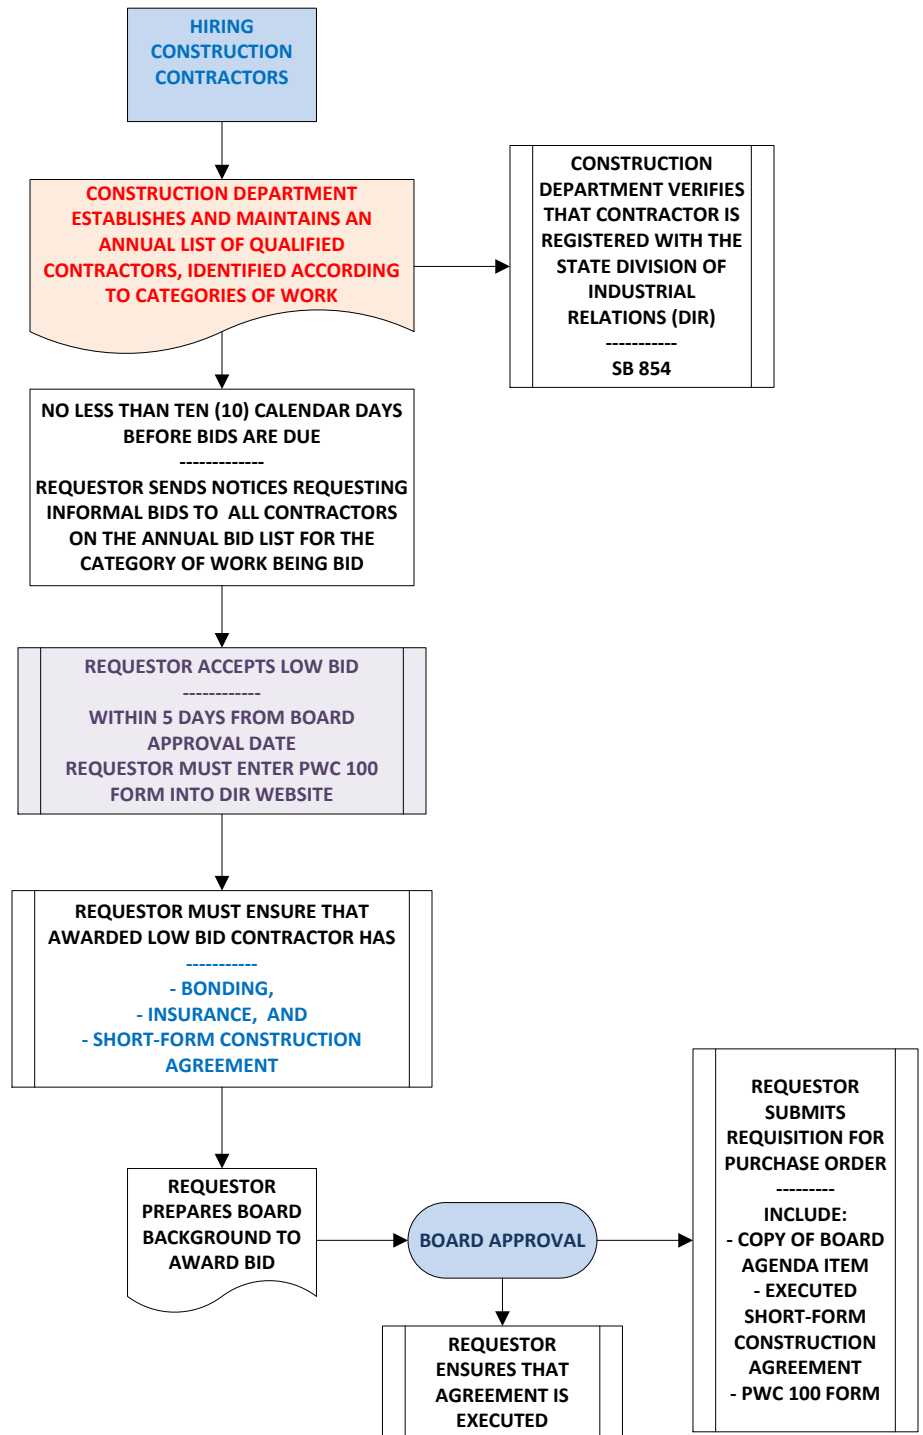 HIRING
CONSTRUCTION
CONTRACTORS
CONSTRUCTION DEPARTMENT
ESTABLISHES AND MAINTAINS AN
ANNUAL LIST OF QUALIFIED
CONTRACTORS, IDENTIFIED ACCORDING
TO CATEGORIES OF WORK
CONSTRUCTION
DEPARTMENT VERIFIES
THAT CONTRACTOR IS
REGISTERED WITH THE
STATE DIVISION OF
INDUSTRIAL
RELATIONS (DIR)
-----------
SB 854
NO LESS THAN TEN (10) CALENDAR DAYS
BEFORE BIDS ARE DUE
-------------
REQUESTOR SENDS NOTICES REQUESTING
INFORMAL BIDS TO  ALL CONTRACTORS
ON THE ANNUAL BID LIST FOR THE
CATEGORY OF WORK BEING BID
REQUESTOR ACCEPTS LOW BID
------------
WITHIN 5 DAYS FROM BOARD
APPROVAL DATE
REQUESTOR MUST ENTER PWC 100
FORM INTO DIR WEBSITE
REQUESTOR MUST ENSURE THAT
AWARDED LOW BID CONTRACTOR HAS
-----------
- BONDING,
- INSURANCE,  AND
- SHORT-FORM CONSTRUCTION
AGREEMENT
REQUESTOR
PREPARES BOARD
BACKGROUND TO
AWARD BID
BOARD APPROVAL
REQUESTOR
SUBMITS
REQUISITION FOR
PURCHASE ORDER
---------
INCLUDE:
- COPY OF BOARD
AGENDA ITEM
- EXECUTED
SHORT-FORM
CONSTRUCTION
AGREEMENT
- PWC 100 FORM
REQUESTOR
ENSURES THAT
AGREEMENT IS
EXECUTED